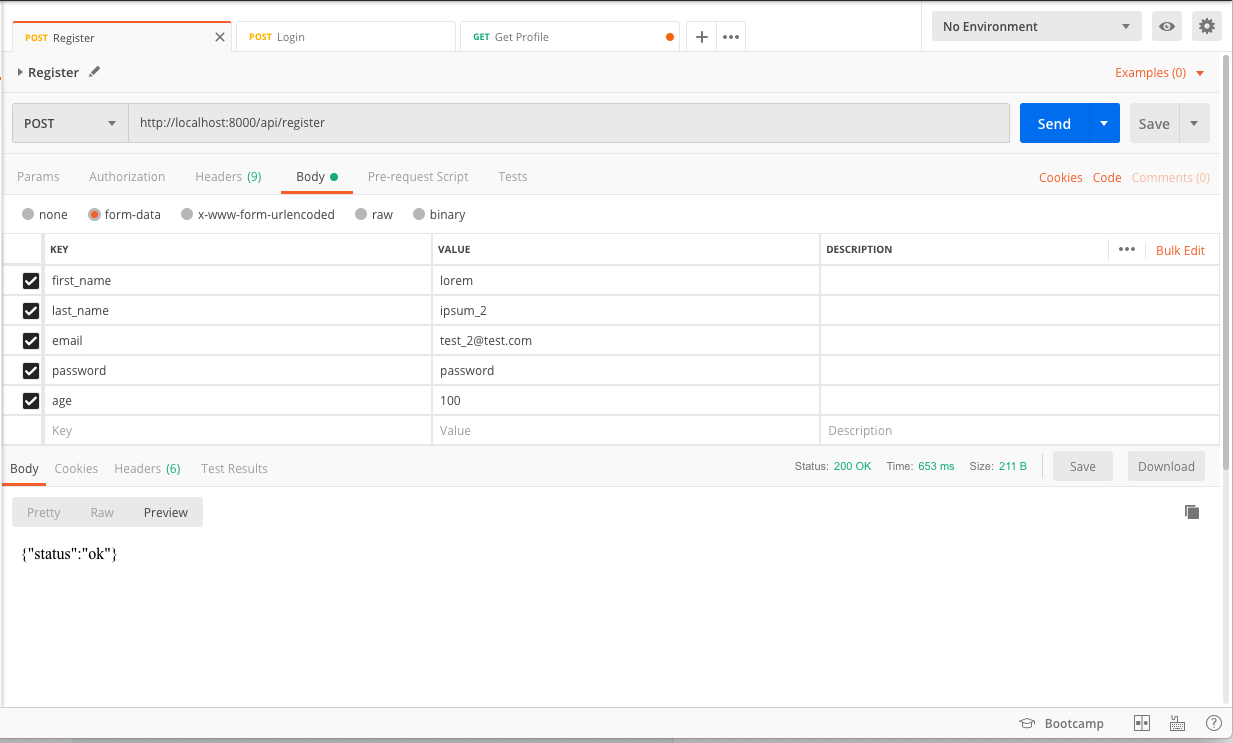 POST Register POST Login GET Get Profile No Environment
Register Examples (0)
POST http://localhost:8000/api/register Send Save
Params Authorization Headers (9) Body Pre-request Script Tests Cookies Code Comments (0)
none form-data x-www-form-urlencoded raw binary
KEY VALUE DESCRIPTION Bulk Edit
first_name lorem
last_name ipsum_2
email test_2@test.com
password password
age 100
Key Value Description
Body Cookies Headers (6) Test Results Status: 200 OK Time: 653 ms Size: 211 B Save Download
Pretty Raw Preview
{"status":"ok"}
Bootcamp